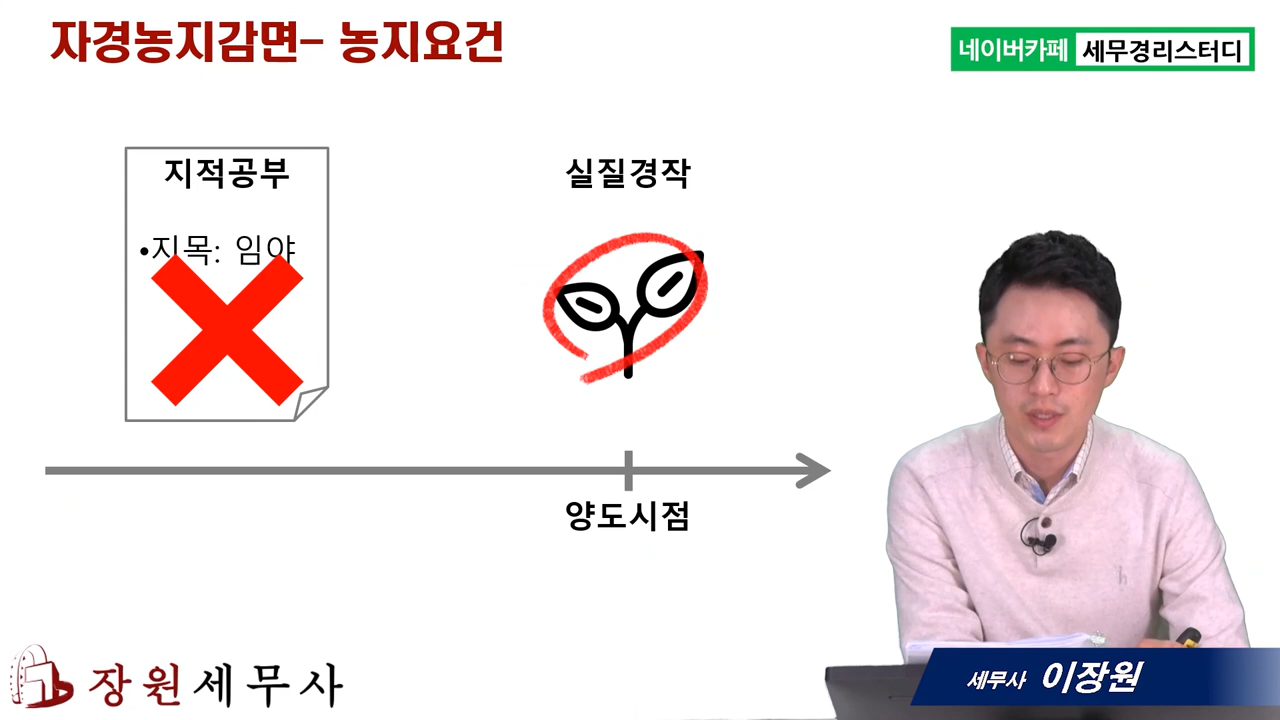 자경농지감면- 농지요건
네이버카페 세무경리스터디
지적공부
•지목: 임야
실질경작
양도시점
장원세무사
세무사 이장원